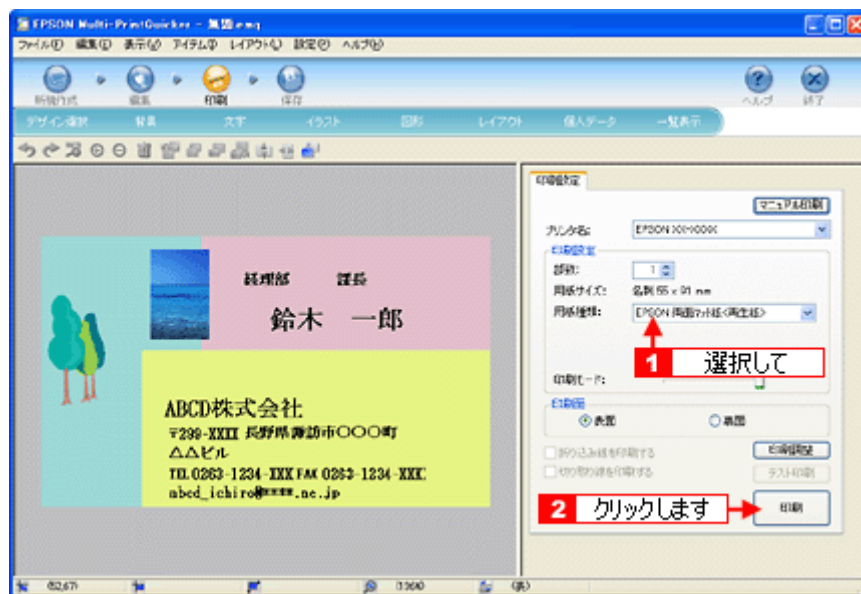 EPSON Multi-PrintQuicker - 無題.emq
ファイル(F) 編集(E) 表示(V) アイテム(I) レイアウト(L) 設定(O) ヘルプ(H)
新規作成 編集 印刷 保存 ヘルプ 終了
デザイン選択 背景 文字 イラスト 図形 レイアウト 個人データ 一覧表示
経理部 課長
鈴木 一郎
ABCD株式会社
〒299-XXXX 長野県諏訪市○○○町
△△ビル
TEL 0263-1234-XXX FAX 0263-1234-XXX
abcd_ichiro@****.ne.jp
印刷設定
マニュアル印刷
プリンタ名: EPSON XX-XXXX
印刷設定
部数: 1
用紙サイズ: 名刺 55 x 91 mm
用紙種類: EPSON 両面マット紙<再生紙>
1 選択して
印刷モード:
印刷面
表面 裏面
折り込み線を印刷する 印刷調整
切り取り線を印刷する テスト印刷
2 クリックします 印刷